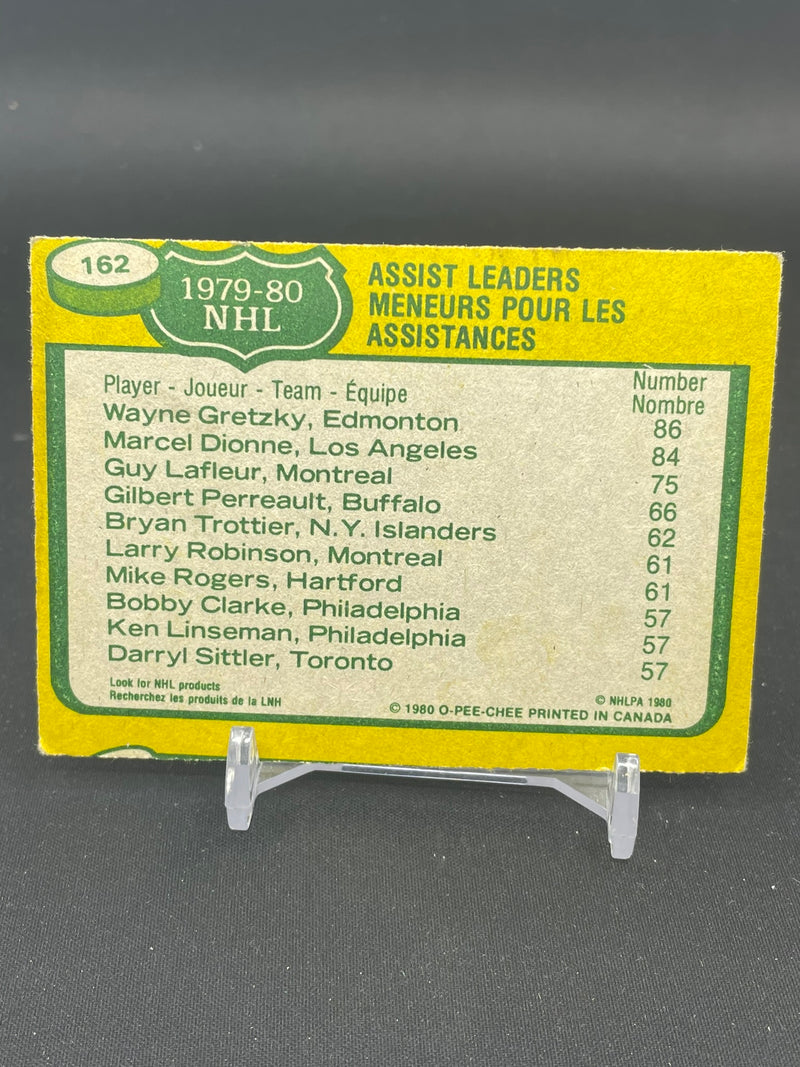 162
1979-80
NHL
ASSIST LEADERS
MENEURS POUR LES
ASSISTANCES
Player - Joueur - Team - Équipe Number
Nombre
Wayne Gretzky, Edmonton 86
Marcel Dionne, Los Angeles 84
Guy Lafleur, Montreal 75
Gilbert Perreault, Buffalo 66
Bryan Trottier, N.Y. Islanders 62
Larry Robinson, Montreal 61
Mike Rogers, Hartford 61
Bobby Clarke, Philadelphia 57
Ken Linseman, Philadelphia 57
Darryl Sittler, Toronto 57
Look for NHL products
Recherchez les produits de la LNH
© NHLPA 1980
© 1980 O-PEE-CHEE PRINTED IN CANADA